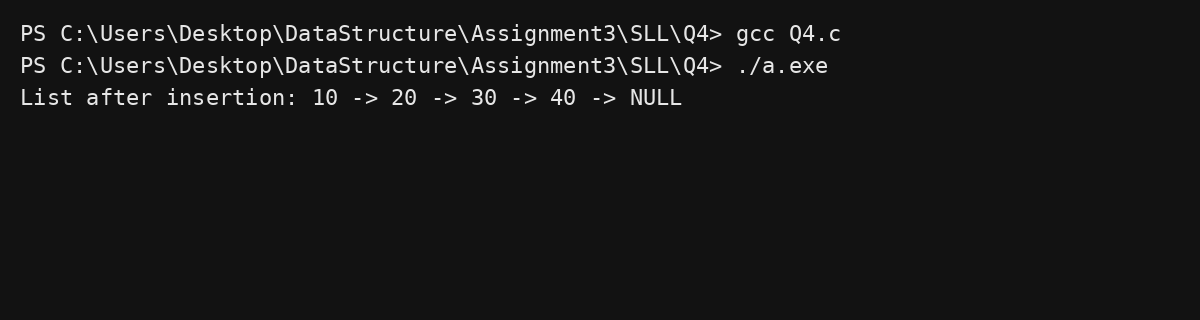 PS C:\Users\Desktop\DataStructure\Assignment3\SLL\Q4> gcc Q4.c
PS C:\Users\Desktop\DataStructure\Assignment3\SLL\Q4> ./a.exe
List after insertion: 10 -> 20 -> 30 -> 40 -> NULL